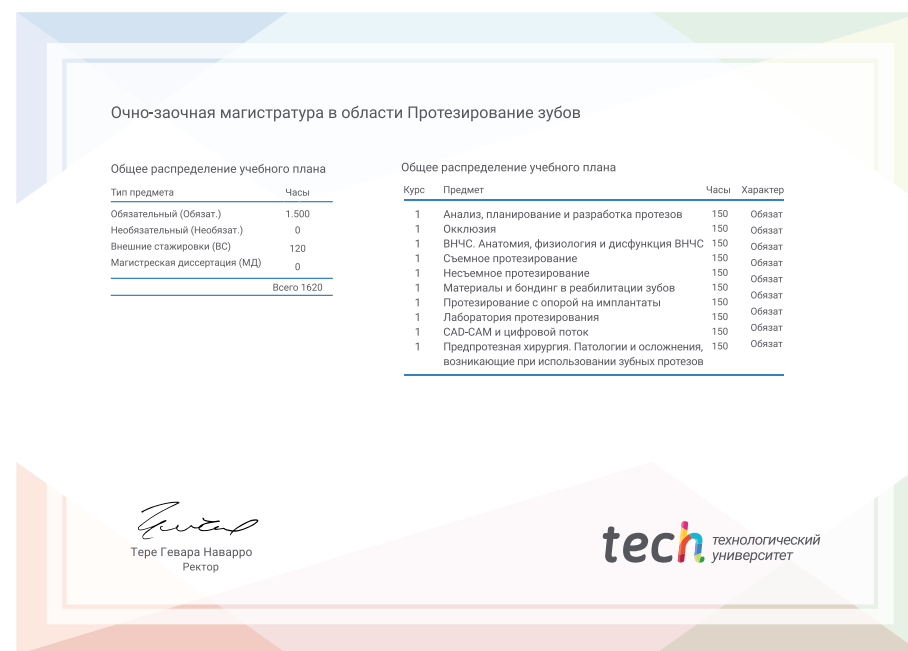 Очно-заочная магистратура в области Протезирование зубов
Общее распределение учебного плана
Тип предмета Часы
Обязательный (Обязат.) 1.500
Необязательный (Необязат.) 0
Внешние стажировки (ВС) 120
Магистреская диссертация (МД) 0
Всего 1620
Общее распределение учебного плана
Курс Предмет Часы Характер
1 Анализ, планирование и разработка протезов 150 Обязат
1 Окклюзия 150 Обязат
1 ВНЧС. Анатомия, физиология и дисфункция ВНЧС 150 Обязат
1 Съемное протезирование 150 Обязат
1 Несъемное протезирование 150 Обязат
1 Материалы и бондинг в реабилитации зубов 150 Обязат
1 Протезирование с опорой на имплантаты 150 Обязат
1 Лаборатория протезирования 150 Обязат
1 CAD-CAM и цифровой поток 150 Обязат
1 Предпротезная хирургия. Патологии и осложнения, 150
возникающие при использовании зубных протезов
Тере Гевара Наварро
Ректор
tech технологический
университет